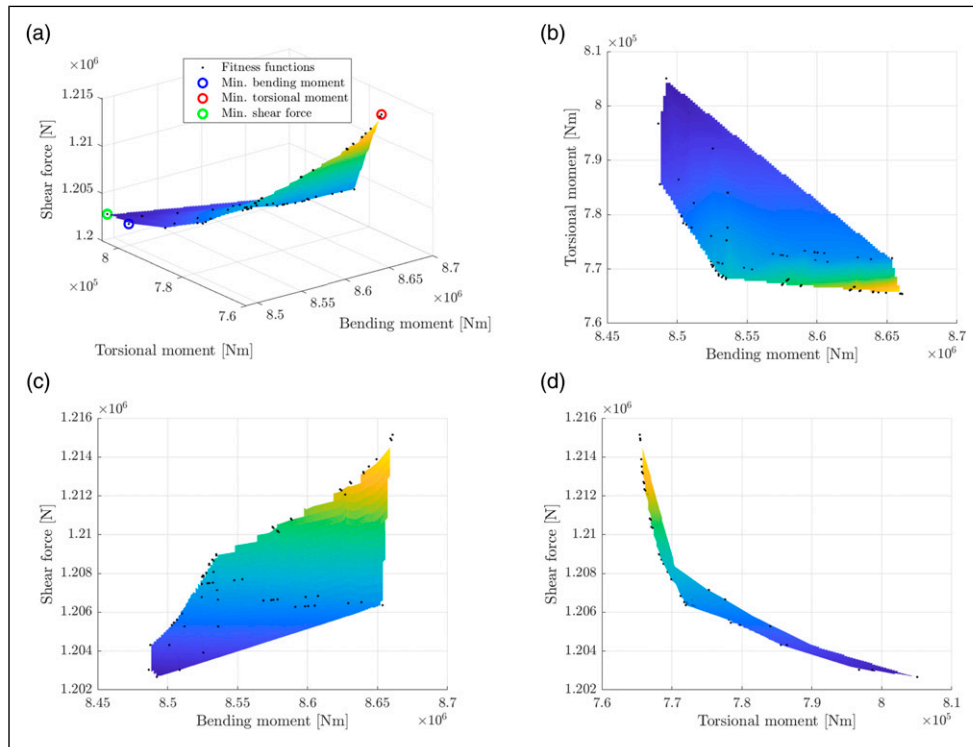 (a)
×10⁶
1.215
1.21
1.205
1.2
Shear force [N]
Fitness functions
Min. bending moment
Min. torsional moment
Min. shear force
8
7.8
7.6
×10⁵
Torsional moment [Nm]
8.5
8.55
8.6
8.65
8.7
×10⁶
Bending moment [Nm]
(b)
×10⁵
8.1
8
7.9
7.8
7.7
7.6
Torsional moment [Nm]
8.45 8.5 8.55 8.6 8.65 8.7
Bending moment [Nm]
×10⁶
(c)
×10⁶
1.216
1.214
1.212
1.21
1.208
1.206
1.204
1.202
Shear force [N]
8.45 8.5 8.55 8.6 8.65 8.7
Bending moment [Nm]
×10⁶
(d)
×10⁶
1.216
1.214
1.212
1.21
1.208
1.206
1.204
1.202
Shear force [N]
7.6 7.7 7.8 7.9 8 8.1
Torsional moment [Nm]
×10⁵